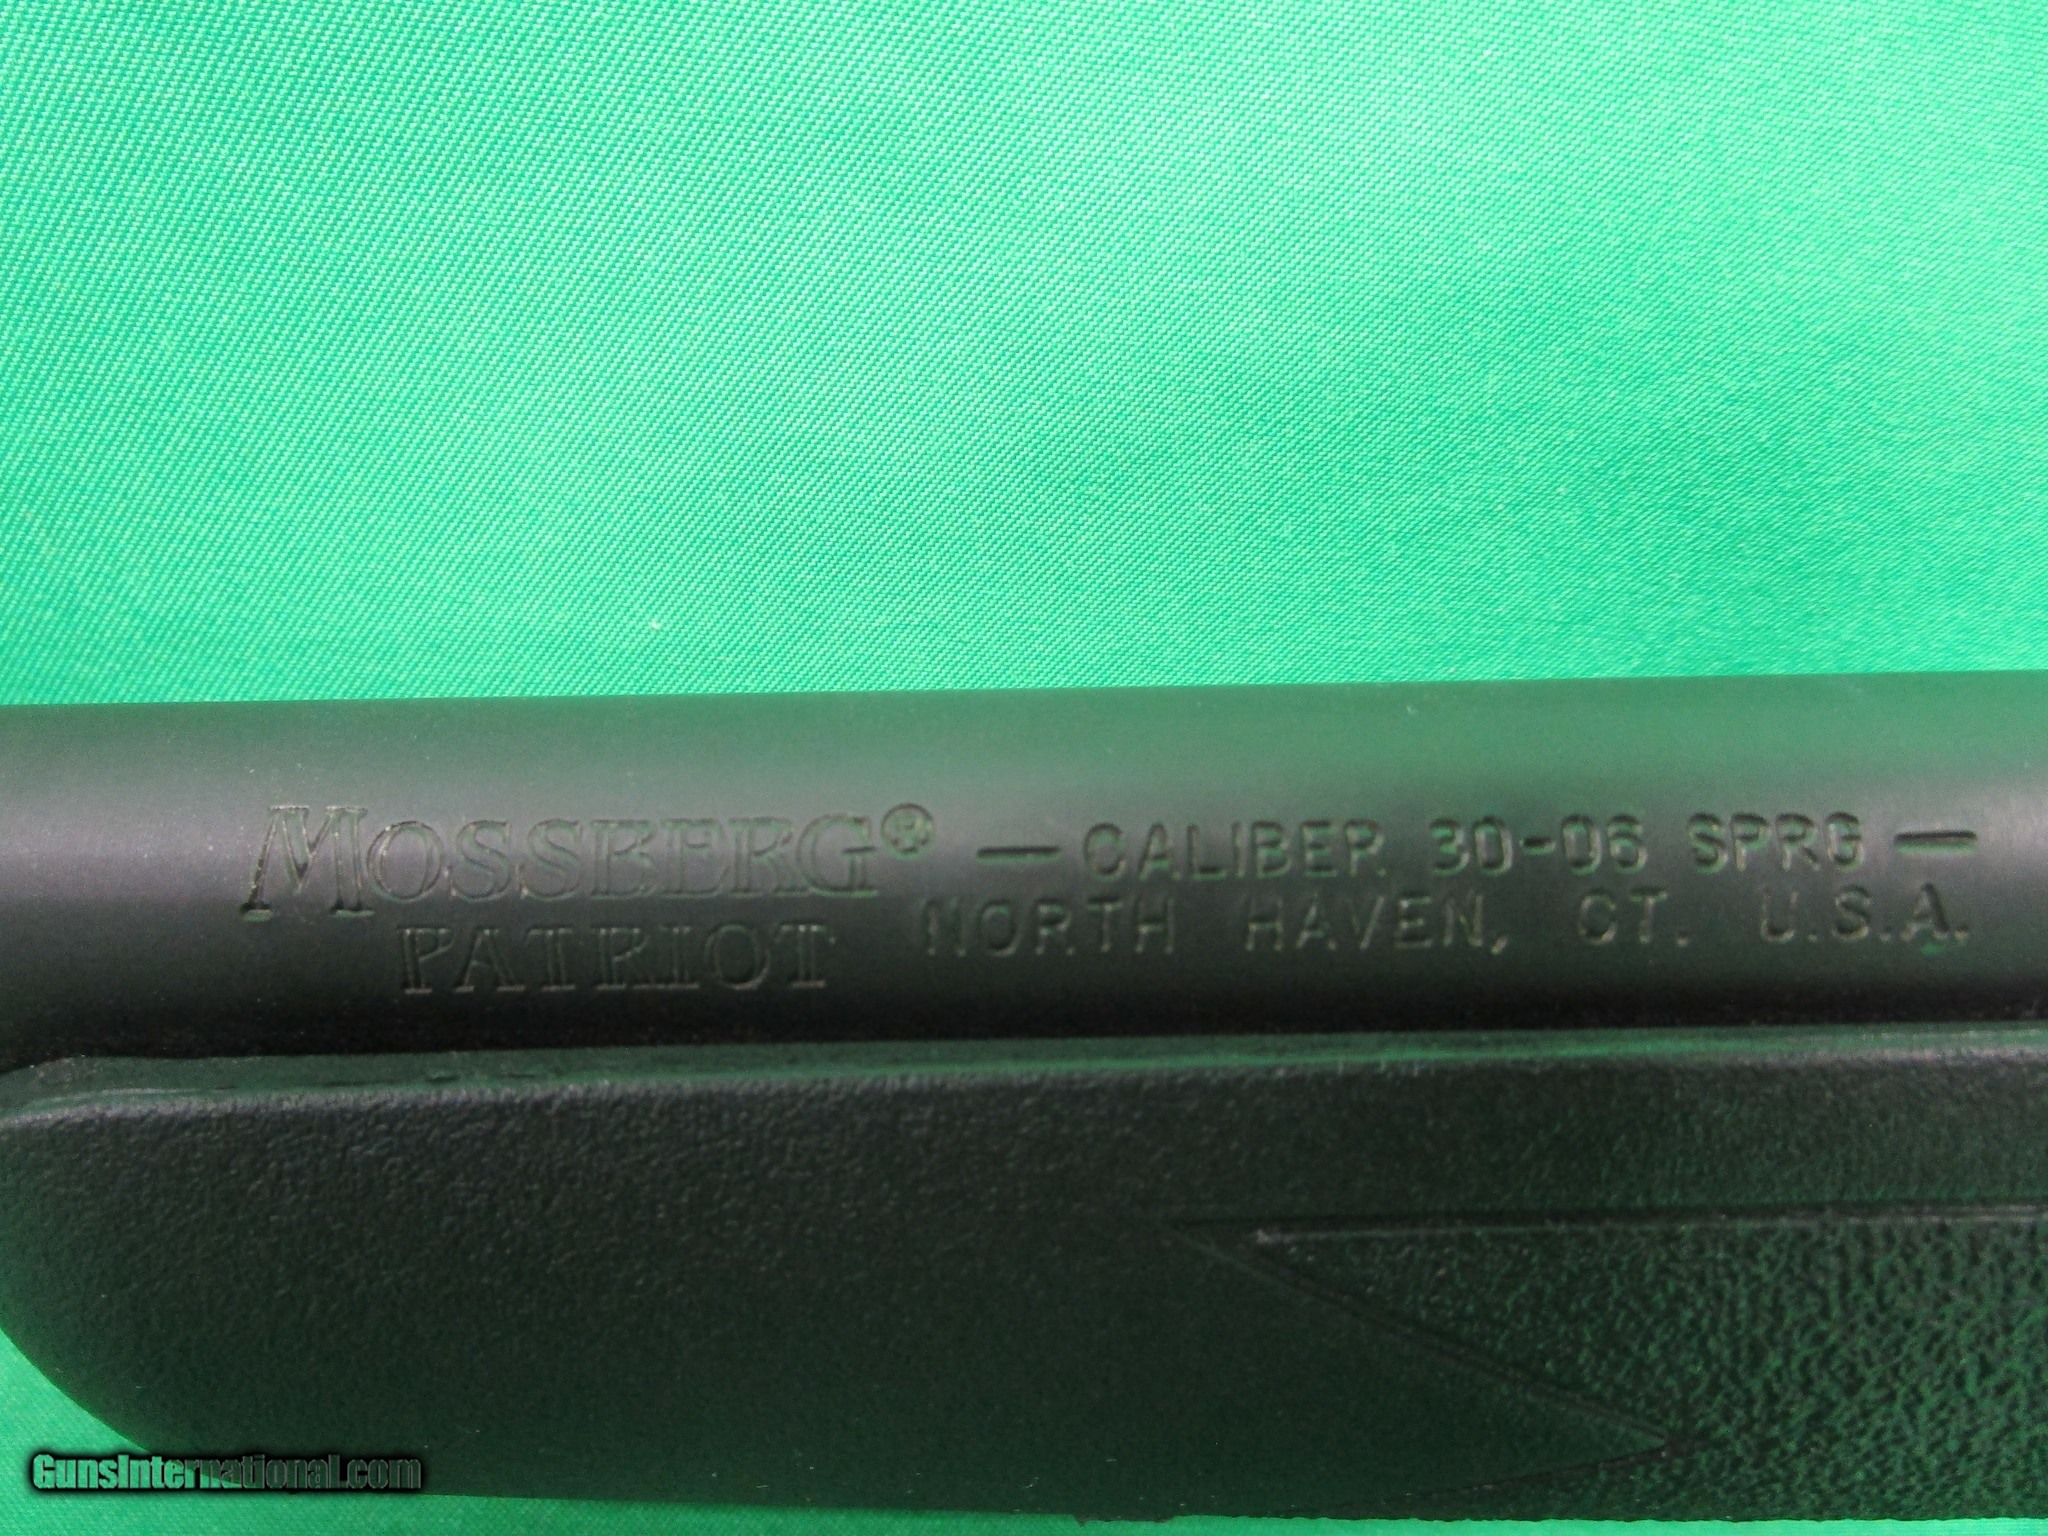 MOSSBERG® — CALIBER 30-06 SPRG —
PATRIOT NORTH HAVEN, CT. U.S.A.
GunsInternational.com